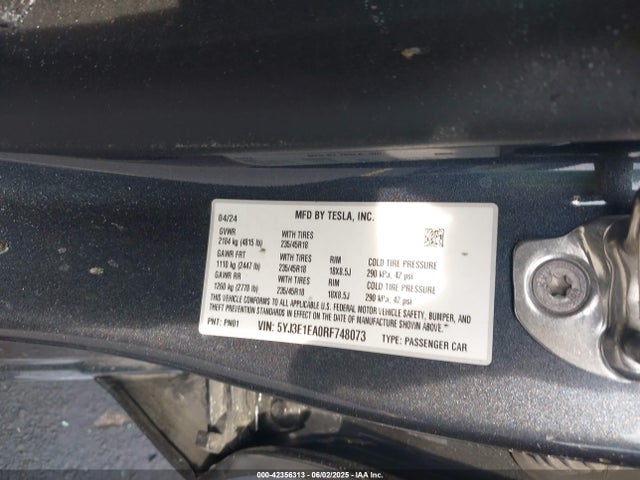 04/24 MFD BY TESLA, INC.
GVWR WITH TIRES
2184 kg (4815 lb) 235/45R18
GAWR FRT WITH TIRES RIM COLD TIRE PRESSURE
1110 kg (2447 lb) 235/45R18 18X8.5J 290 kPa, 42 psi
GAWR RR WITH TIRES RIM COLD TIRE PRESSURE
1260 kg (2778 lb) 235/45R18 18X8.5J 290 kPa, 42 psi
THIS VEHICLE CONFORMS TO ALL APPLICABLE U.S. FEDERAL MOTOR VEHICLE SAFETY, BUMPER, AND
THEFT PREVENTION STANDARDS IN EFFECT ON THE DATE OF MANUFACTURE SHOWN ABOVE.
PNT: PN01 VIN: 5YJ3E1EA0RF748073 TYPE: PASSENGER CAR
000-42356313 - 06/02/2025 - IAA Inc.